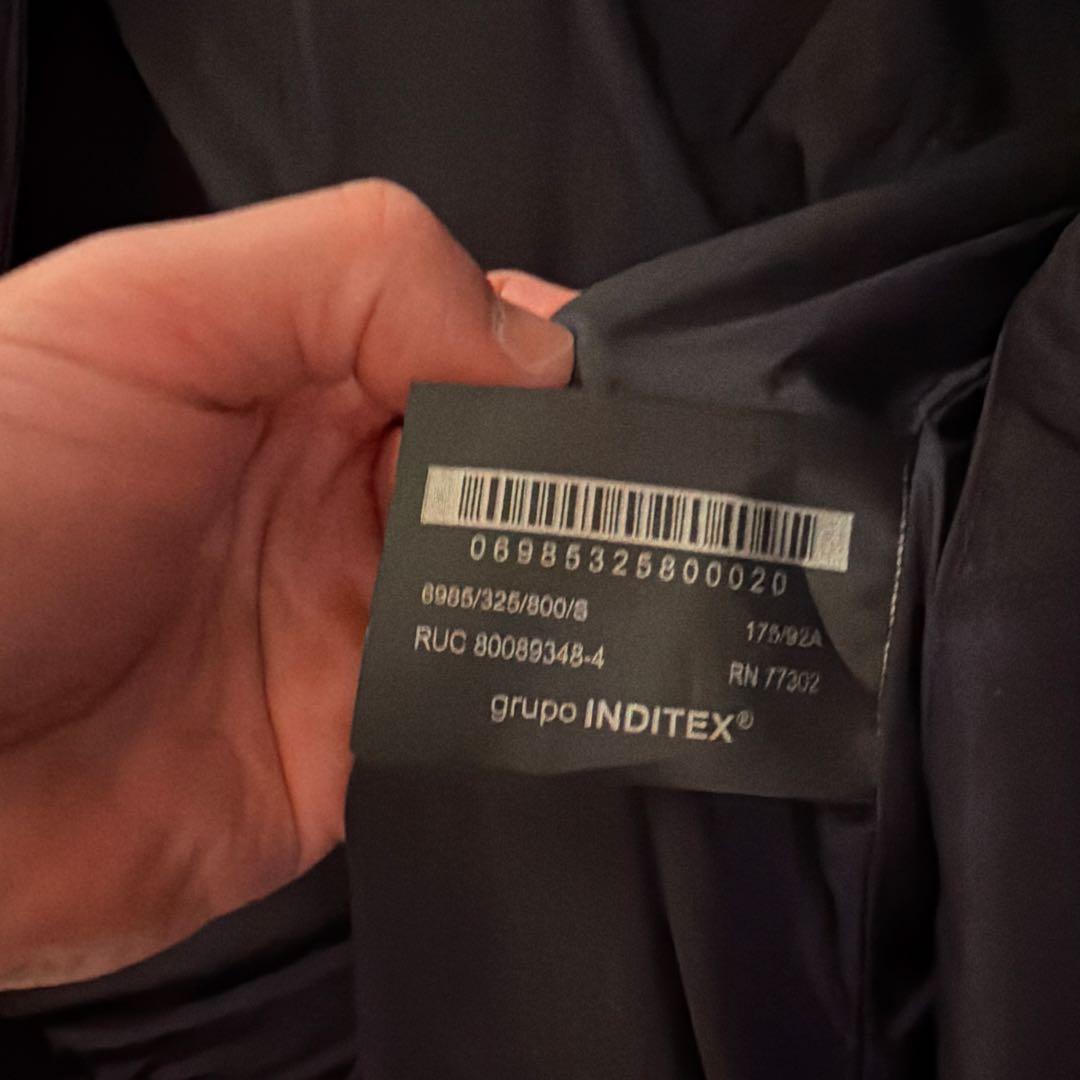 06985325800020
6985/325/800/S
175/92A
RUC 80089348-4
RN 77302
grupo INDITEX®